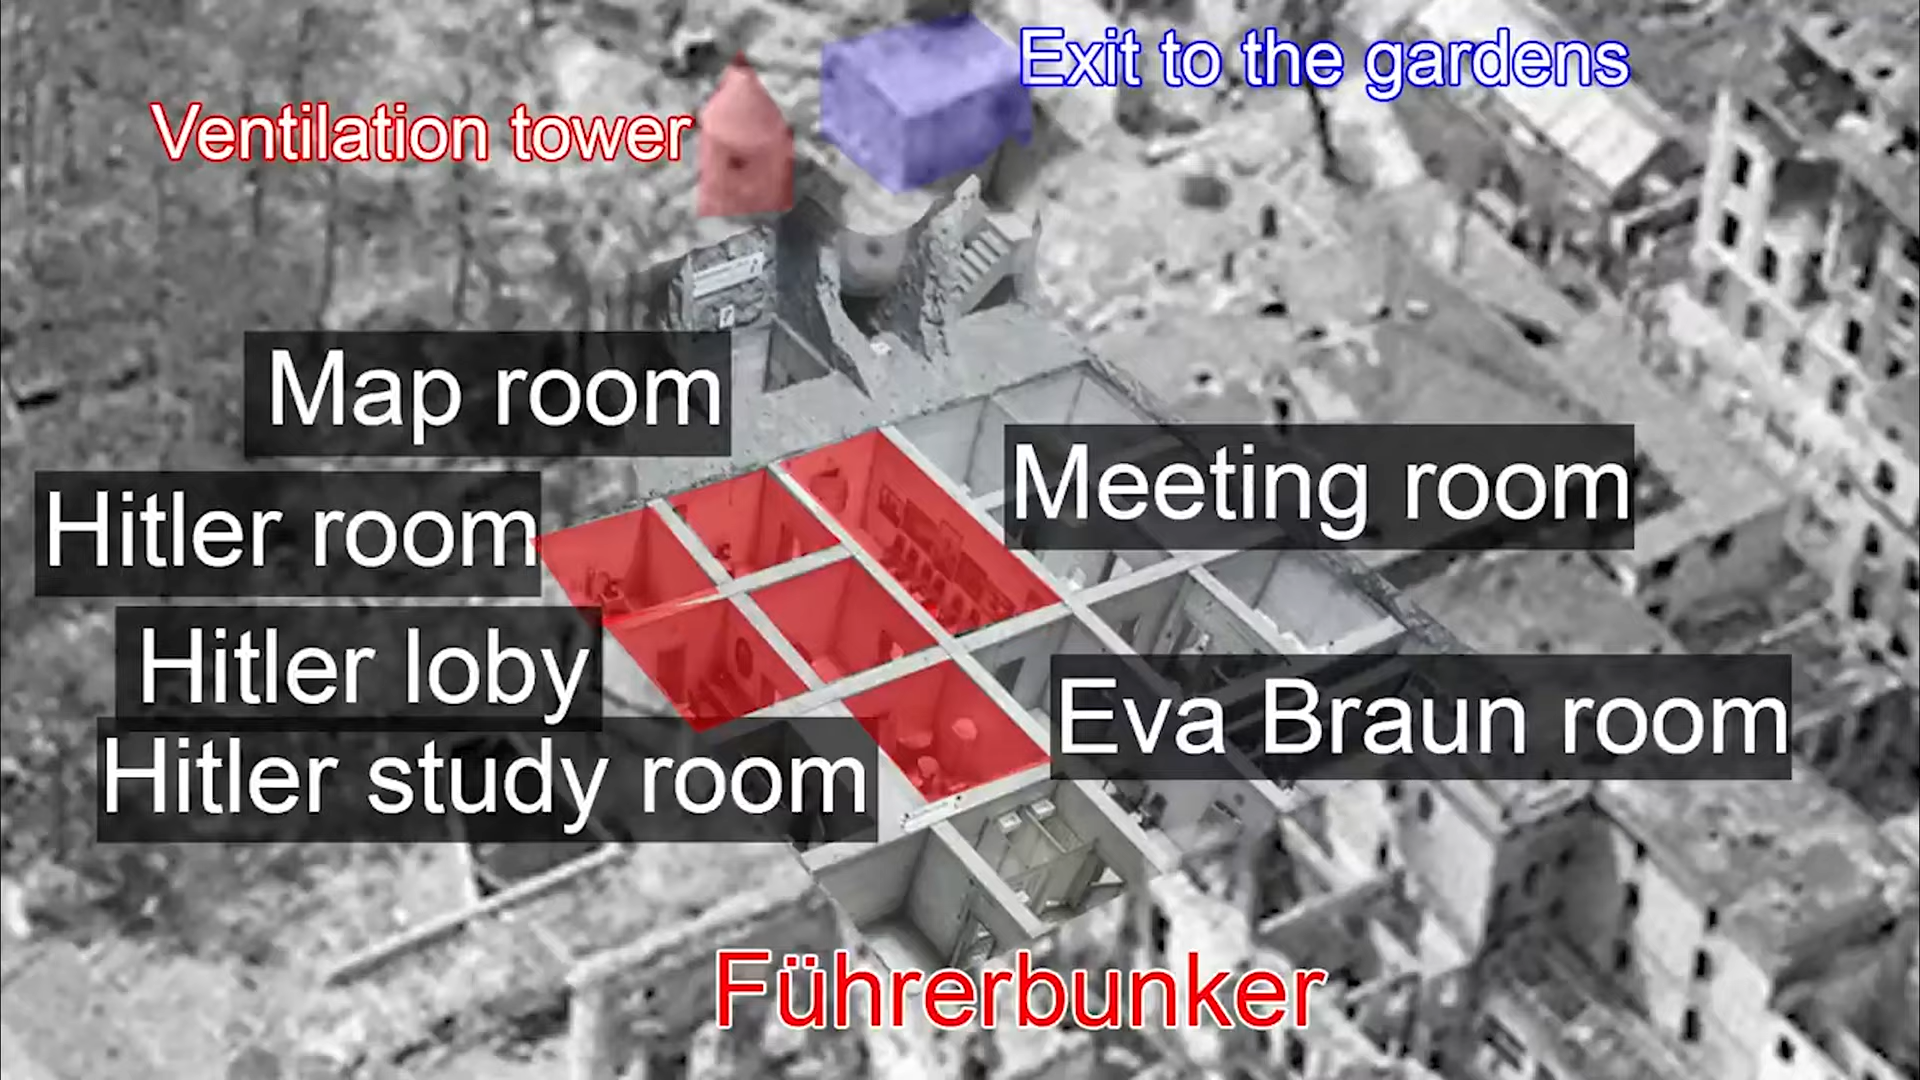 Exit to the gardens
Ventilation tower
Map room
Meeting room
Hitler room
Hitler loby
Eva Braun room
Hitler study room
Führerbunker